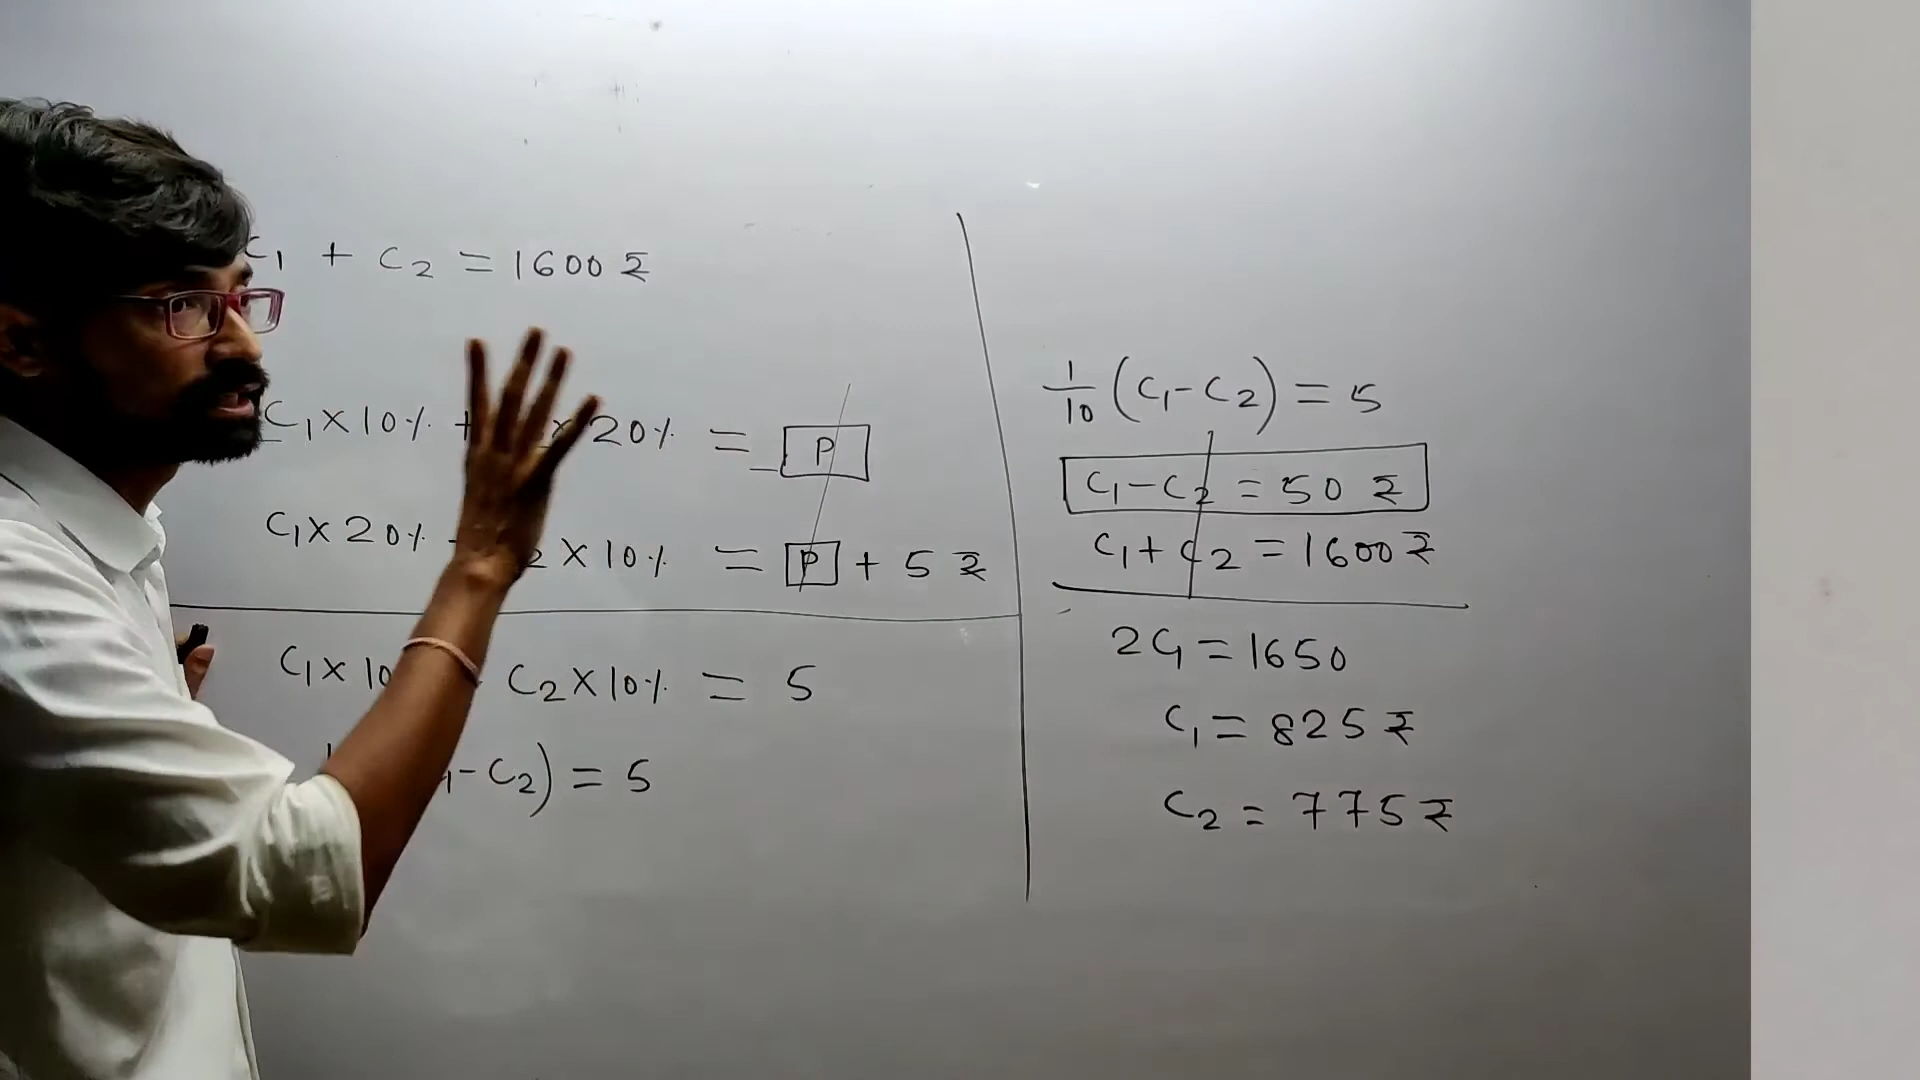 C₁ + C₂ = 1600 ₹
C₁ × 10% + × 20% = P
C₁ × 20% 2 × 10% = P + 5 ₹
C₁ × 10 C₂ × 10% = 5
- C₂) = 5
1/10 (C₁ - C₂) = 5
C₁ - C₂ = 50 ₹
C₁ + C₂ = 1600 ₹
2C₁ = 1650
C₁ = 825 ₹
C₂ = 775 ₹